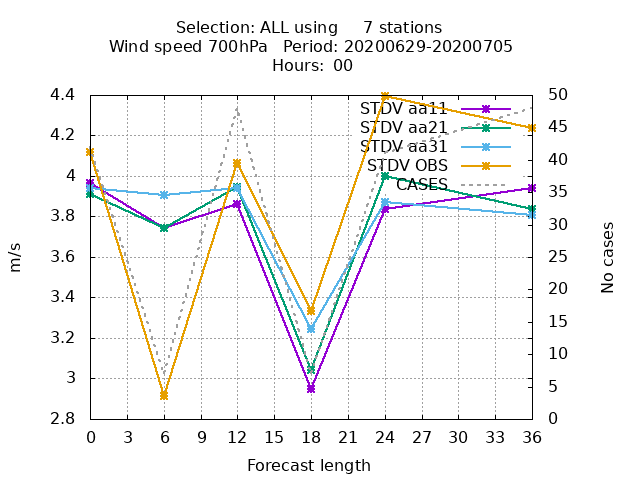 Selection: ALL using 7 stations
Wind speed 700hPa Period: 20200629-20200705
Hours: 00
STDV aa11
STDV aa21
STDV aa31
STDV OBS
CASES
4.4
4.2
4
3.8
3.6
3.4
3.2
3
2.8
m/s
50
45
40
35
30
25
20
15
10
5
0
No cases
0 3 6 9 12 15 18 21 24 27 30 33 36
Forecast length